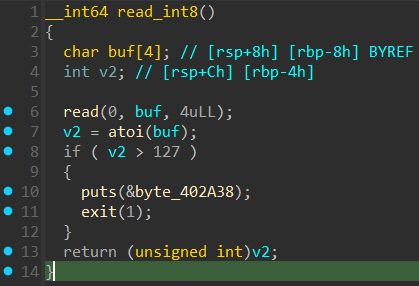 1 __int64 read_int8()
2 {
3   char buf[4]; // [rsp+8h] [rbp-8h] BYREF
4   int v2; // [rsp+Ch] [rbp-4h]
5
6   read(0, buf, 4uLL);
7   v2 = atoi(buf);
8   if ( v2 > 127 )
9   {
10     puts(&byte_402A38);
11     exit(1);
12   }
13   return (unsigned int)v2;
14 }